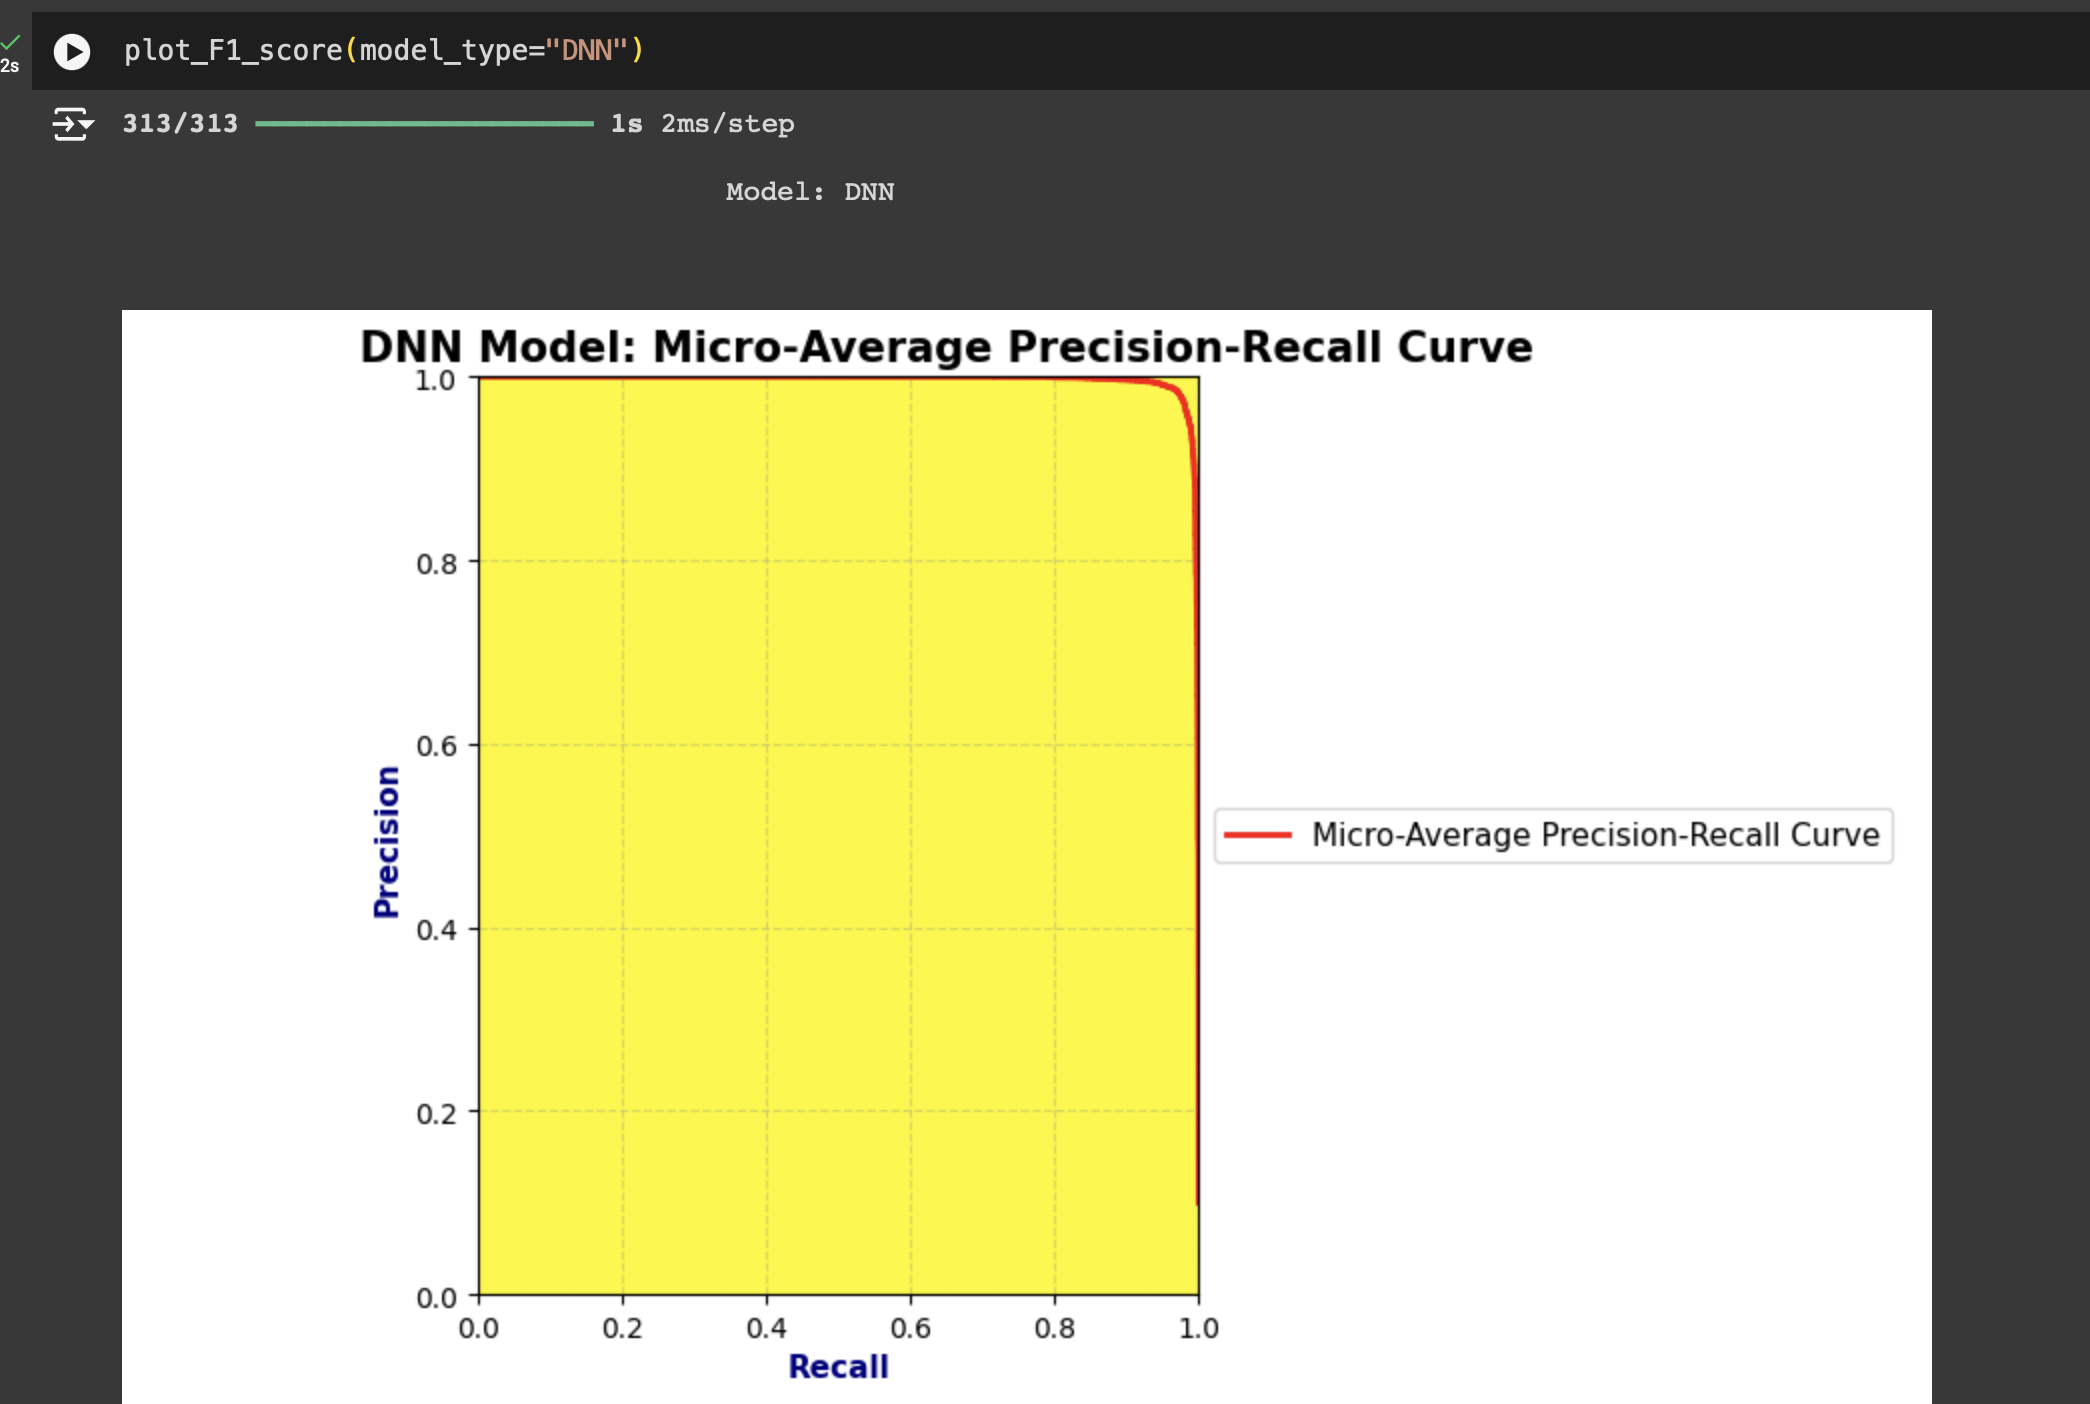 plot_F1_score(model_type="DNN")
2s
313/313 1s 2ms/step
Model: DNN
DNN Model: Micro-Average Precision-Recall Curve
1.0
0.8
0.6
0.4
0.2
0.0
Precision
Micro-Average Precision-Recall Curve
0.0 0.2 0.4 0.6 0.8 1.0
Recall